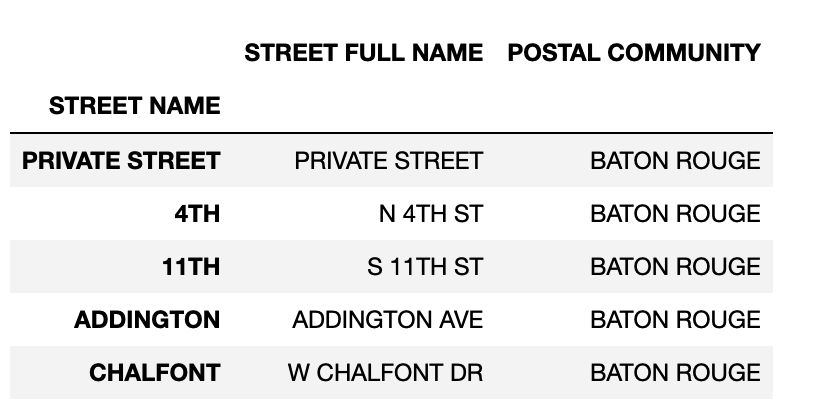 STREET FULL NAME POSTAL COMMUNITY
STREET NAME
PRIVATE STREET PRIVATE STREET BATON ROUGE
4TH N 4TH ST BATON ROUGE
11TH S 11TH ST BATON ROUGE
ADDINGTON ADDINGTON AVE BATON ROUGE
CHALFONT W CHALFONT DR BATON ROUGE